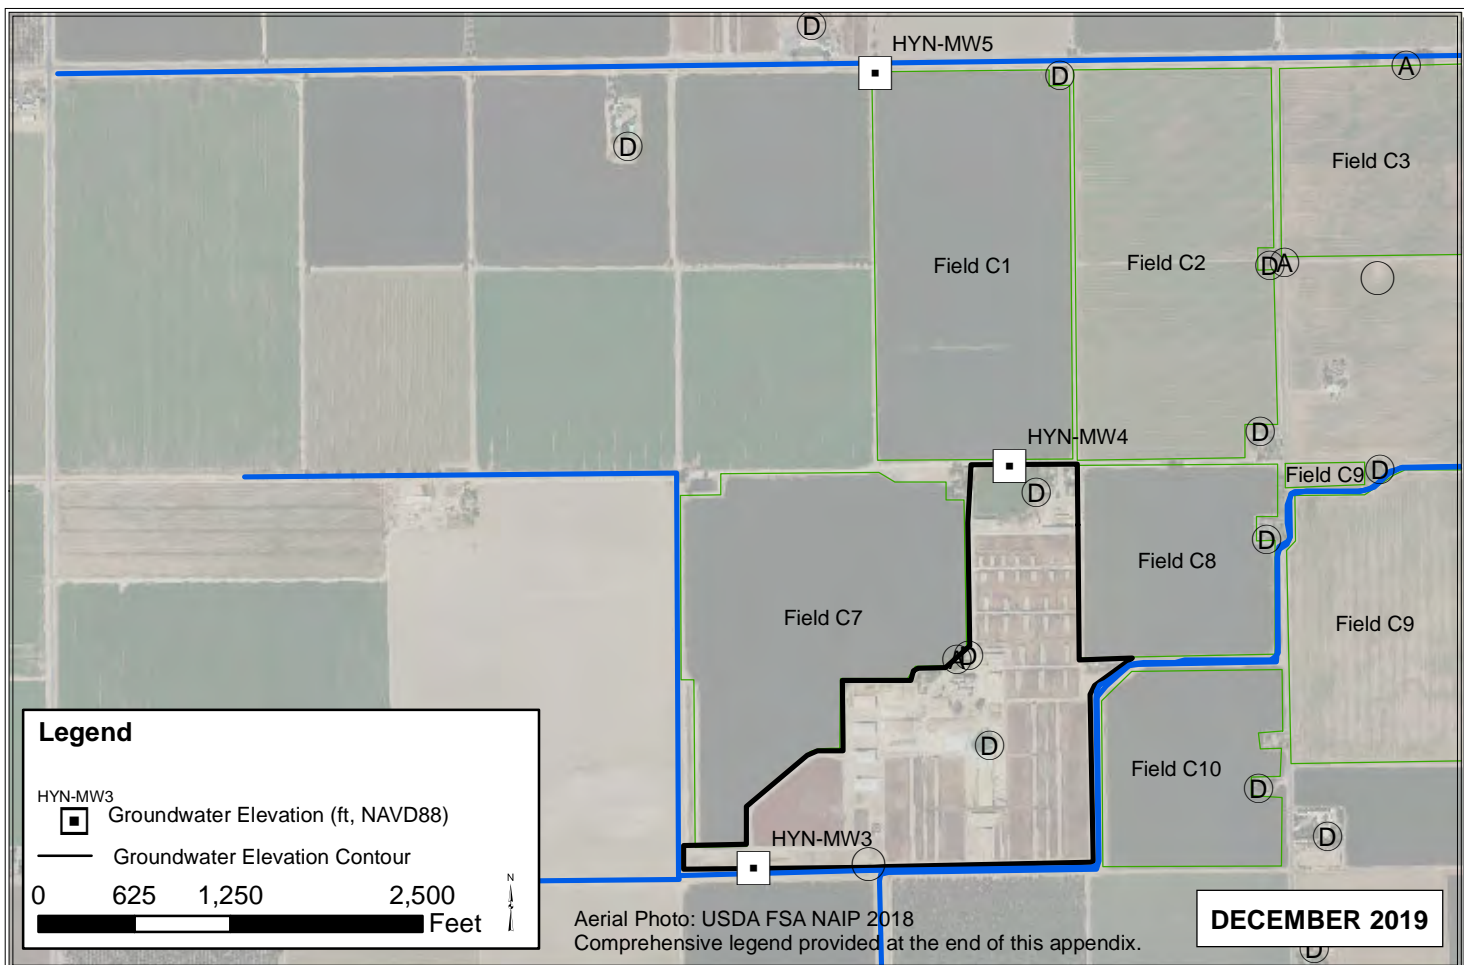 D
HYN-MW5
D
A
D
Field C3
Field C1
Field C2
D
A
D
HYN-MW4
Field C9
D
D
D
Field C8
Field C7
Field C9
A
D
D
Field C10
D
D
HYN-MW3
D
Legend
HYN-MW3
Groundwater Elevation (ft, NAVD88)
Groundwater Elevation Contour
0 625 1,250 2,500
Feet
N
Aerial Photo: USDA FSA NAIP 2018
Comprehensive legend provided at the end of this appendix.
DECEMBER 2019